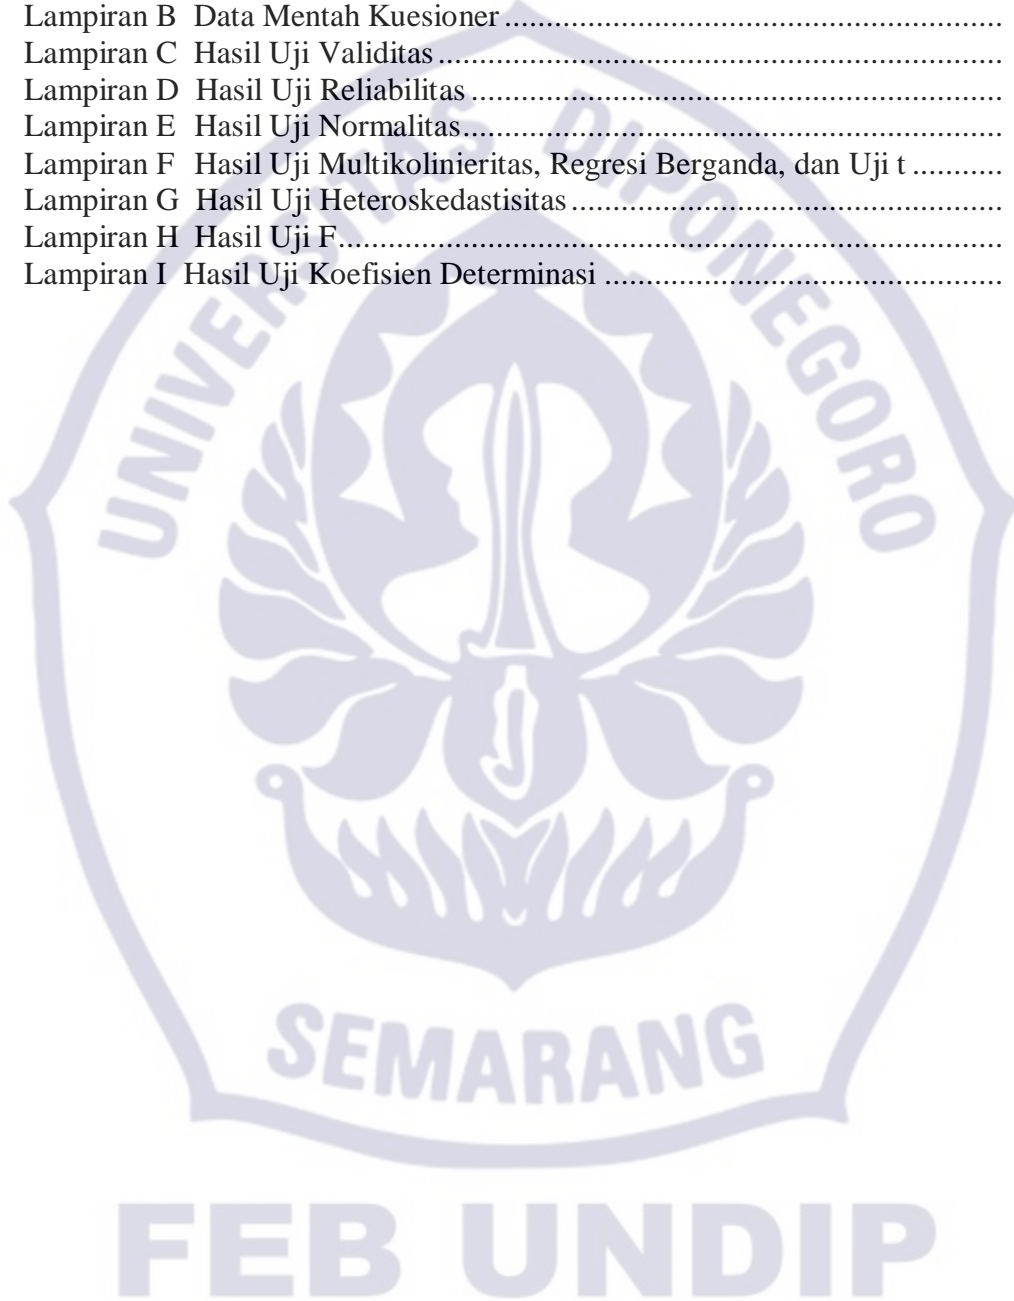 Lampiran B Data Mentah Kuesioner ............................................................
Lampiran C Hasil Uji Validitas ....................................................................
Lampiran D Hasil Uji Reliabilitas ................................................................
Lampiran E Hasil Uji Normalitas.................................................................
Lampiran F Hasil Uji Multikolinieritas, Regresi Berganda, dan Uji t ...........
Lampiran G Hasil Uji Heteroskedastisitas ....................................................
Lampiran H Hasil Uji F................................................................................
Lampiran I Hasil Uji Koefisien Determinasi ................................................
UNIVERSITAS DIPONEGORO
SEMARANG
FEB UNDIP